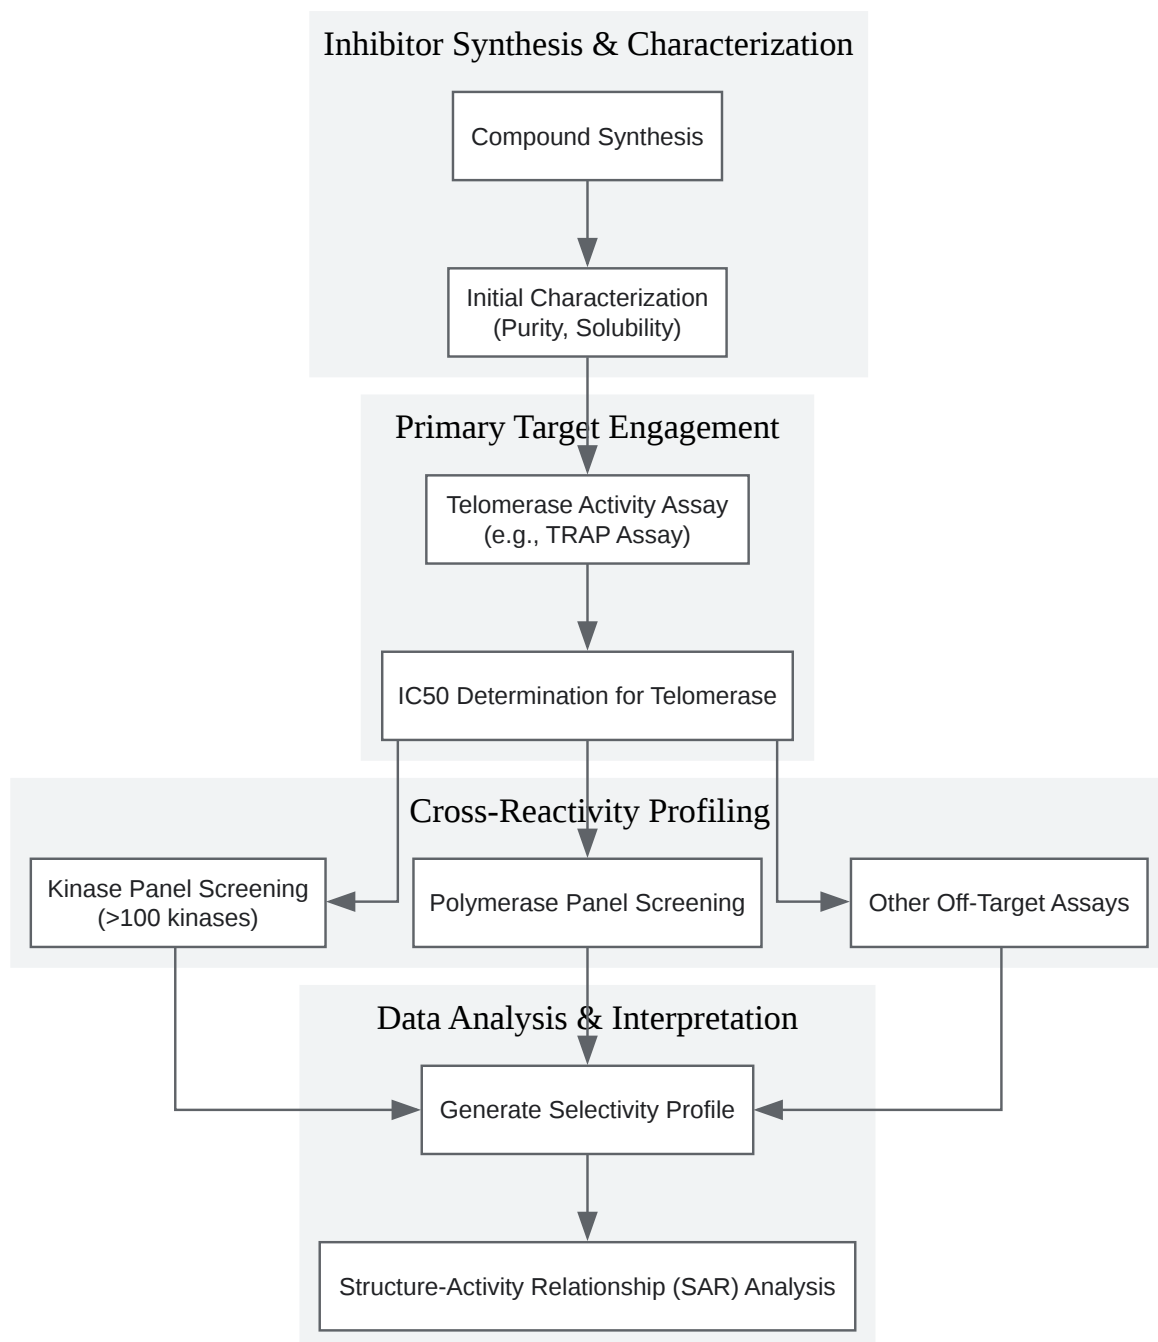 Inhibitor Synthesis & Characterization
Compound Synthesis
Initial Characterization
(Purity, Solubility)
Primary Target Engagement
Telomerase Activity Assay
(e.g., TRAP Assay)
IC50 Determination for Telomerase
Cross-Reactivity Profiling
Kinase Panel Screening
(>100 kinases)
Polymerase Panel Screening
Other Off-Target Assays
Data Analysis & Interpretation
Generate Selectivity Profile
Structure-Activity Relationship (SAR) Analysis